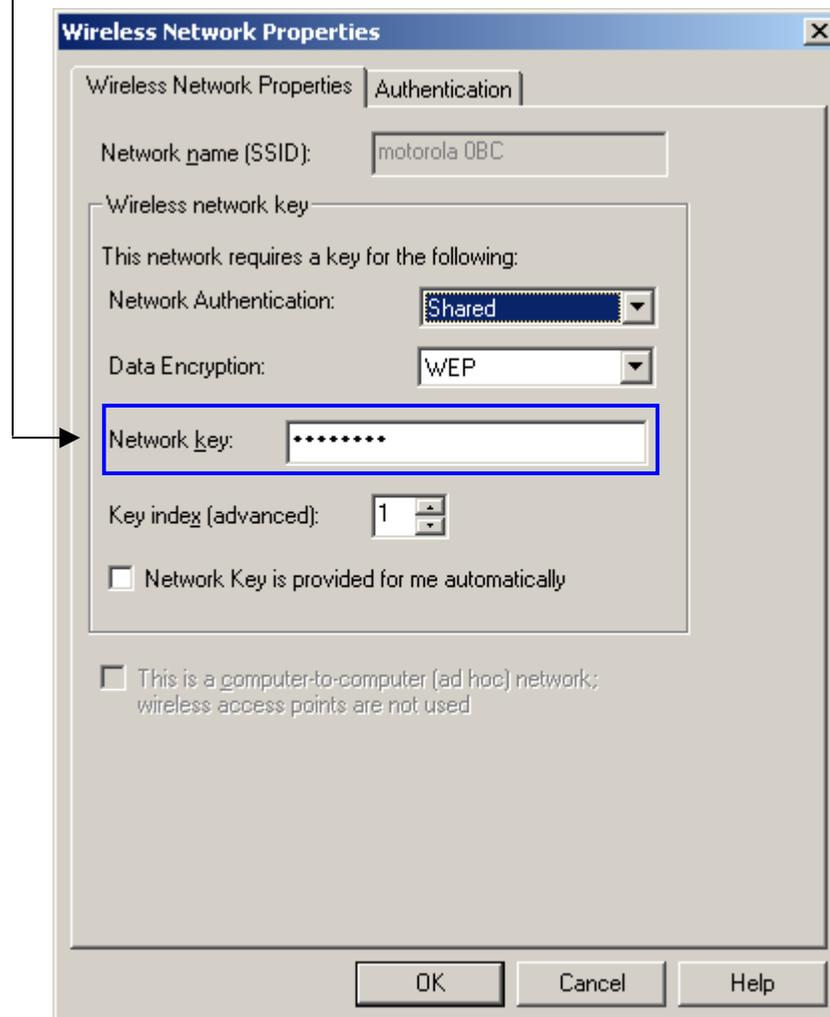 Wireless Network Properties
Wireless Network Properties Authentication
Network name (SSID): motorola 0BC
Wireless network key
This network requires a key for the following:
Network Authentication: Shared
Data Encryption: WEP
Network key: ••••••••
Key index (advanced): 1
Network Key is provided for me automatically
This is a computer-to-computer (ad hoc) network;
wireless access points are not used
OK Cancel Help